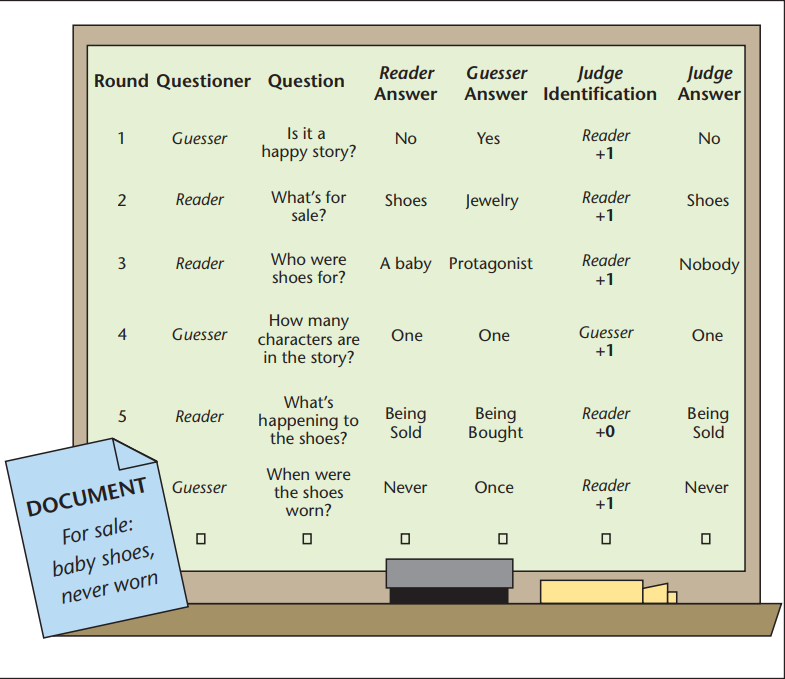 Round Questioner Question Reader Answer Guesser Answer Judge Identification Judge Answer
1 Guesser Is it a happy story? No Yes Reader +1 No
2 Reader What's for sale? Shoes Jewelry Reader +1 Shoes
3 Reader Who were shoes for? A baby Protagonist Reader +1 Nobody
4 Guesser How many characters are in the story? One One Guesser +1 One
5 Reader What's happening to the shoes? Being Sold Being Bought Reader +0 Being Sold
Guesser When were the shoes worn? Never Once Reader +1 Never
DOCUMENT
For sale:
baby shoes,
never worn